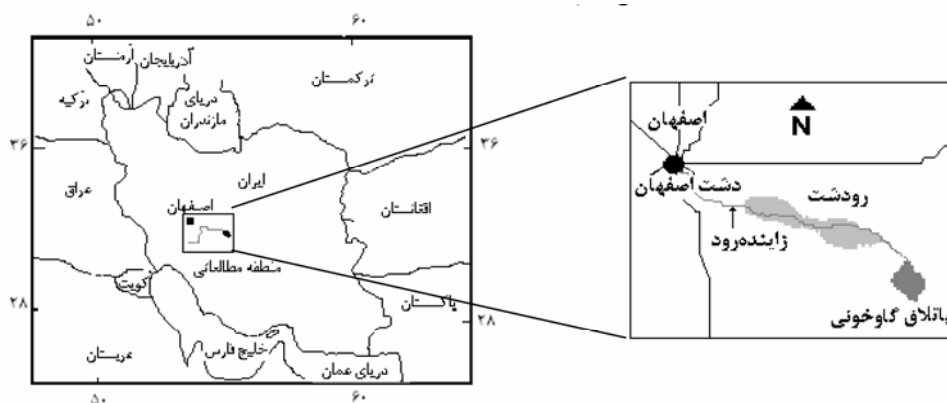 ۵۰
۶۰
آذربایجان
ارمنستان
ترکمستان
ترکیه
دریای
مازندران
۳۶
۳۶
ایران
عراق
اصفهان
افغانستان
منطقه مطالعاتی
کویت
پاکستان
۲۸
۲۸
خلیج فارس
عربستان
دریای عمان
۵۰
۶۰
اصفهان
N
دشت اصفهان
رودشت
زاینده‌رود
باتلاق گاوخونی